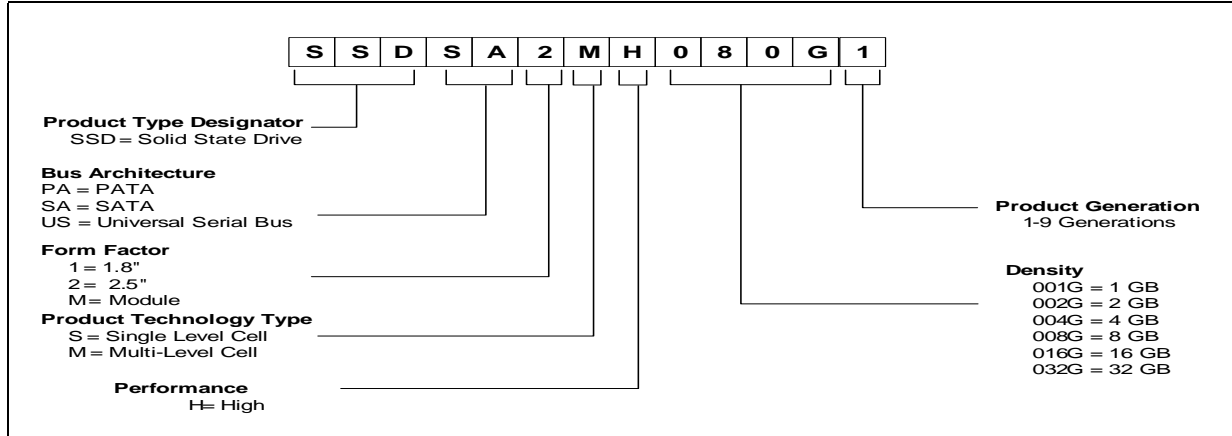 S S D S A 2 M H 0 8 0 G 1
Product Type Designator
SSD= Solid State Drive
Bus Architecture
PA = PATA
SA = SATA
US = Universal Serial Bus
Form Factor
1 = 1.8"
2 = 2.5"
M= Module
Product Technology Type
S = Single Level Cell
M = Multi-Level Cell
Performance
H= High
Product Generation
1-9 Generations
Density
001G = 1 GB
002G = 2 GB
004G = 4 GB
008G = 8 GB
016G = 16 GB
032G = 32 GB